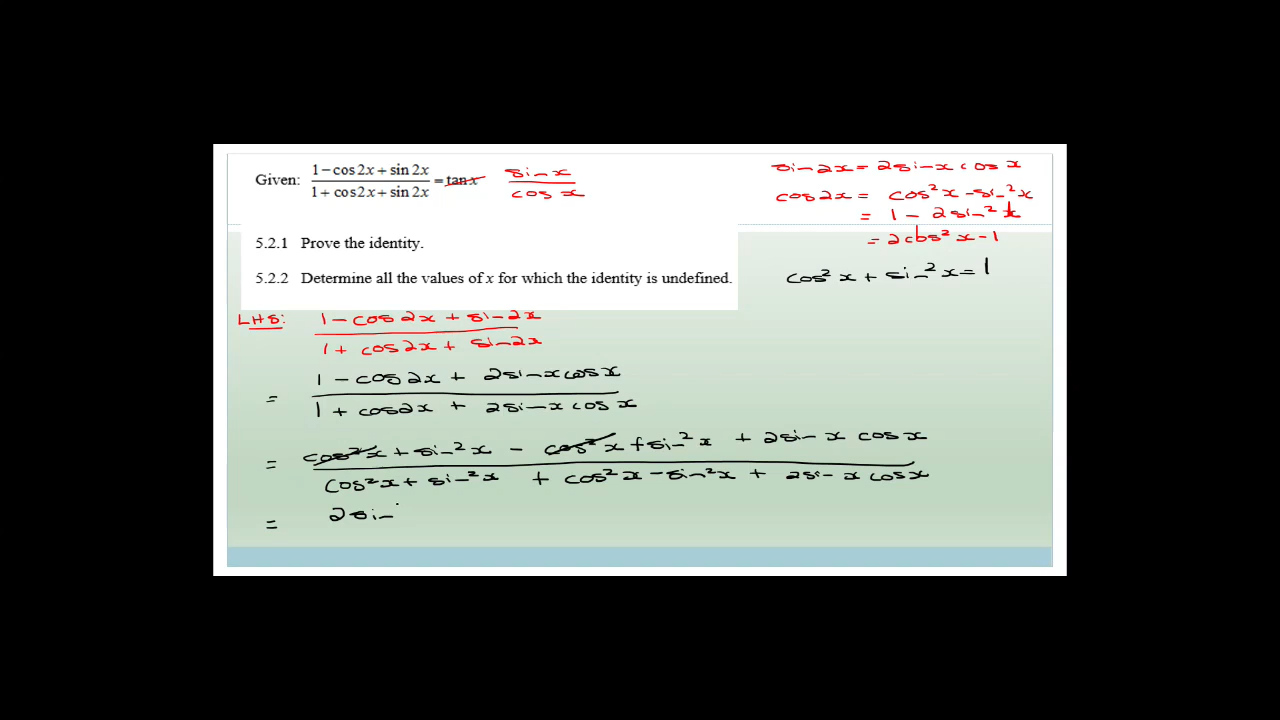 Given: (1 − cos 2x + sin 2x)/(1 + cos 2x + sin 2x) = tan x sin x/cos x
5.2.1 Prove the identity.
5.2.2 Determine all the values of x for which the identity is undefined.
sin 2x = 2 sin x cos x
cos 2x = cos² x − sin² x
= 1 − 2 sin² x
= 2 cos² x − 1
cos² x + sin² x = 1
LHS: (1 − cos 2x + sin 2x)/(1 + cos 2x + sin 2x)
= (1 − cos 2x + 2 sin x cos x)/(1 + cos 2x + 2 sin x cos x)
= (cos² x + sin² x − cos² x + sin² x + 2 sin x cos x)/(cos² x + sin² x + cos² x − sin² x + 2 sin x cos x)
= 2 sin